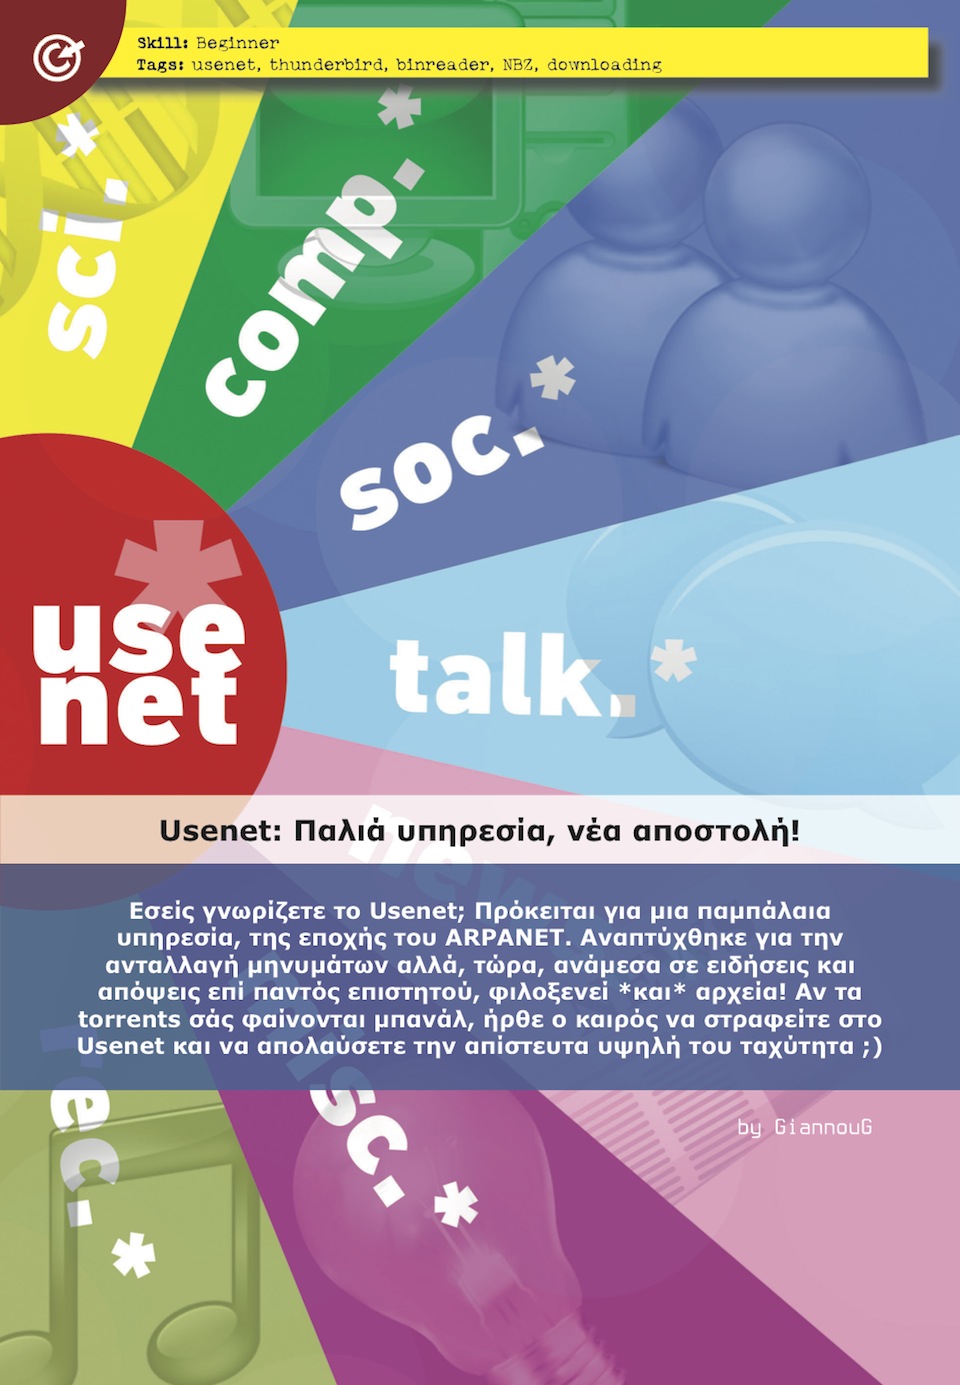 Skill: Beginner
Tags: usenet, thunderbird, binreader, NBZ, downloading
sci.*
comp.*
soc.*
talk.*
use
net*
news
Usenet: Παλιά υπηρεσία, νέα αποστολή!
Εσείς γνωρίζετε το Usenet; Πρόκειται για μια παμπάλαια
υπηρεσία, της εποχής του ARPANET. Αναπτύχθηκε για την
ανταλλαγή μηνυμάτων αλλά, τώρα, ανάμεσα σε ειδήσεις και
απόψεις επί παντός επιστητού, φιλοξενεί *και* αρχεία! Αν τα
torrents σάς φαίνονται μπανάλ, ήρθε ο καιρός να στραφείτε στο
Usenet και να απολαύσετε την απίστευτα υψηλή του ταχύτητα ;)
rec.*
misc.*
by GiannouG